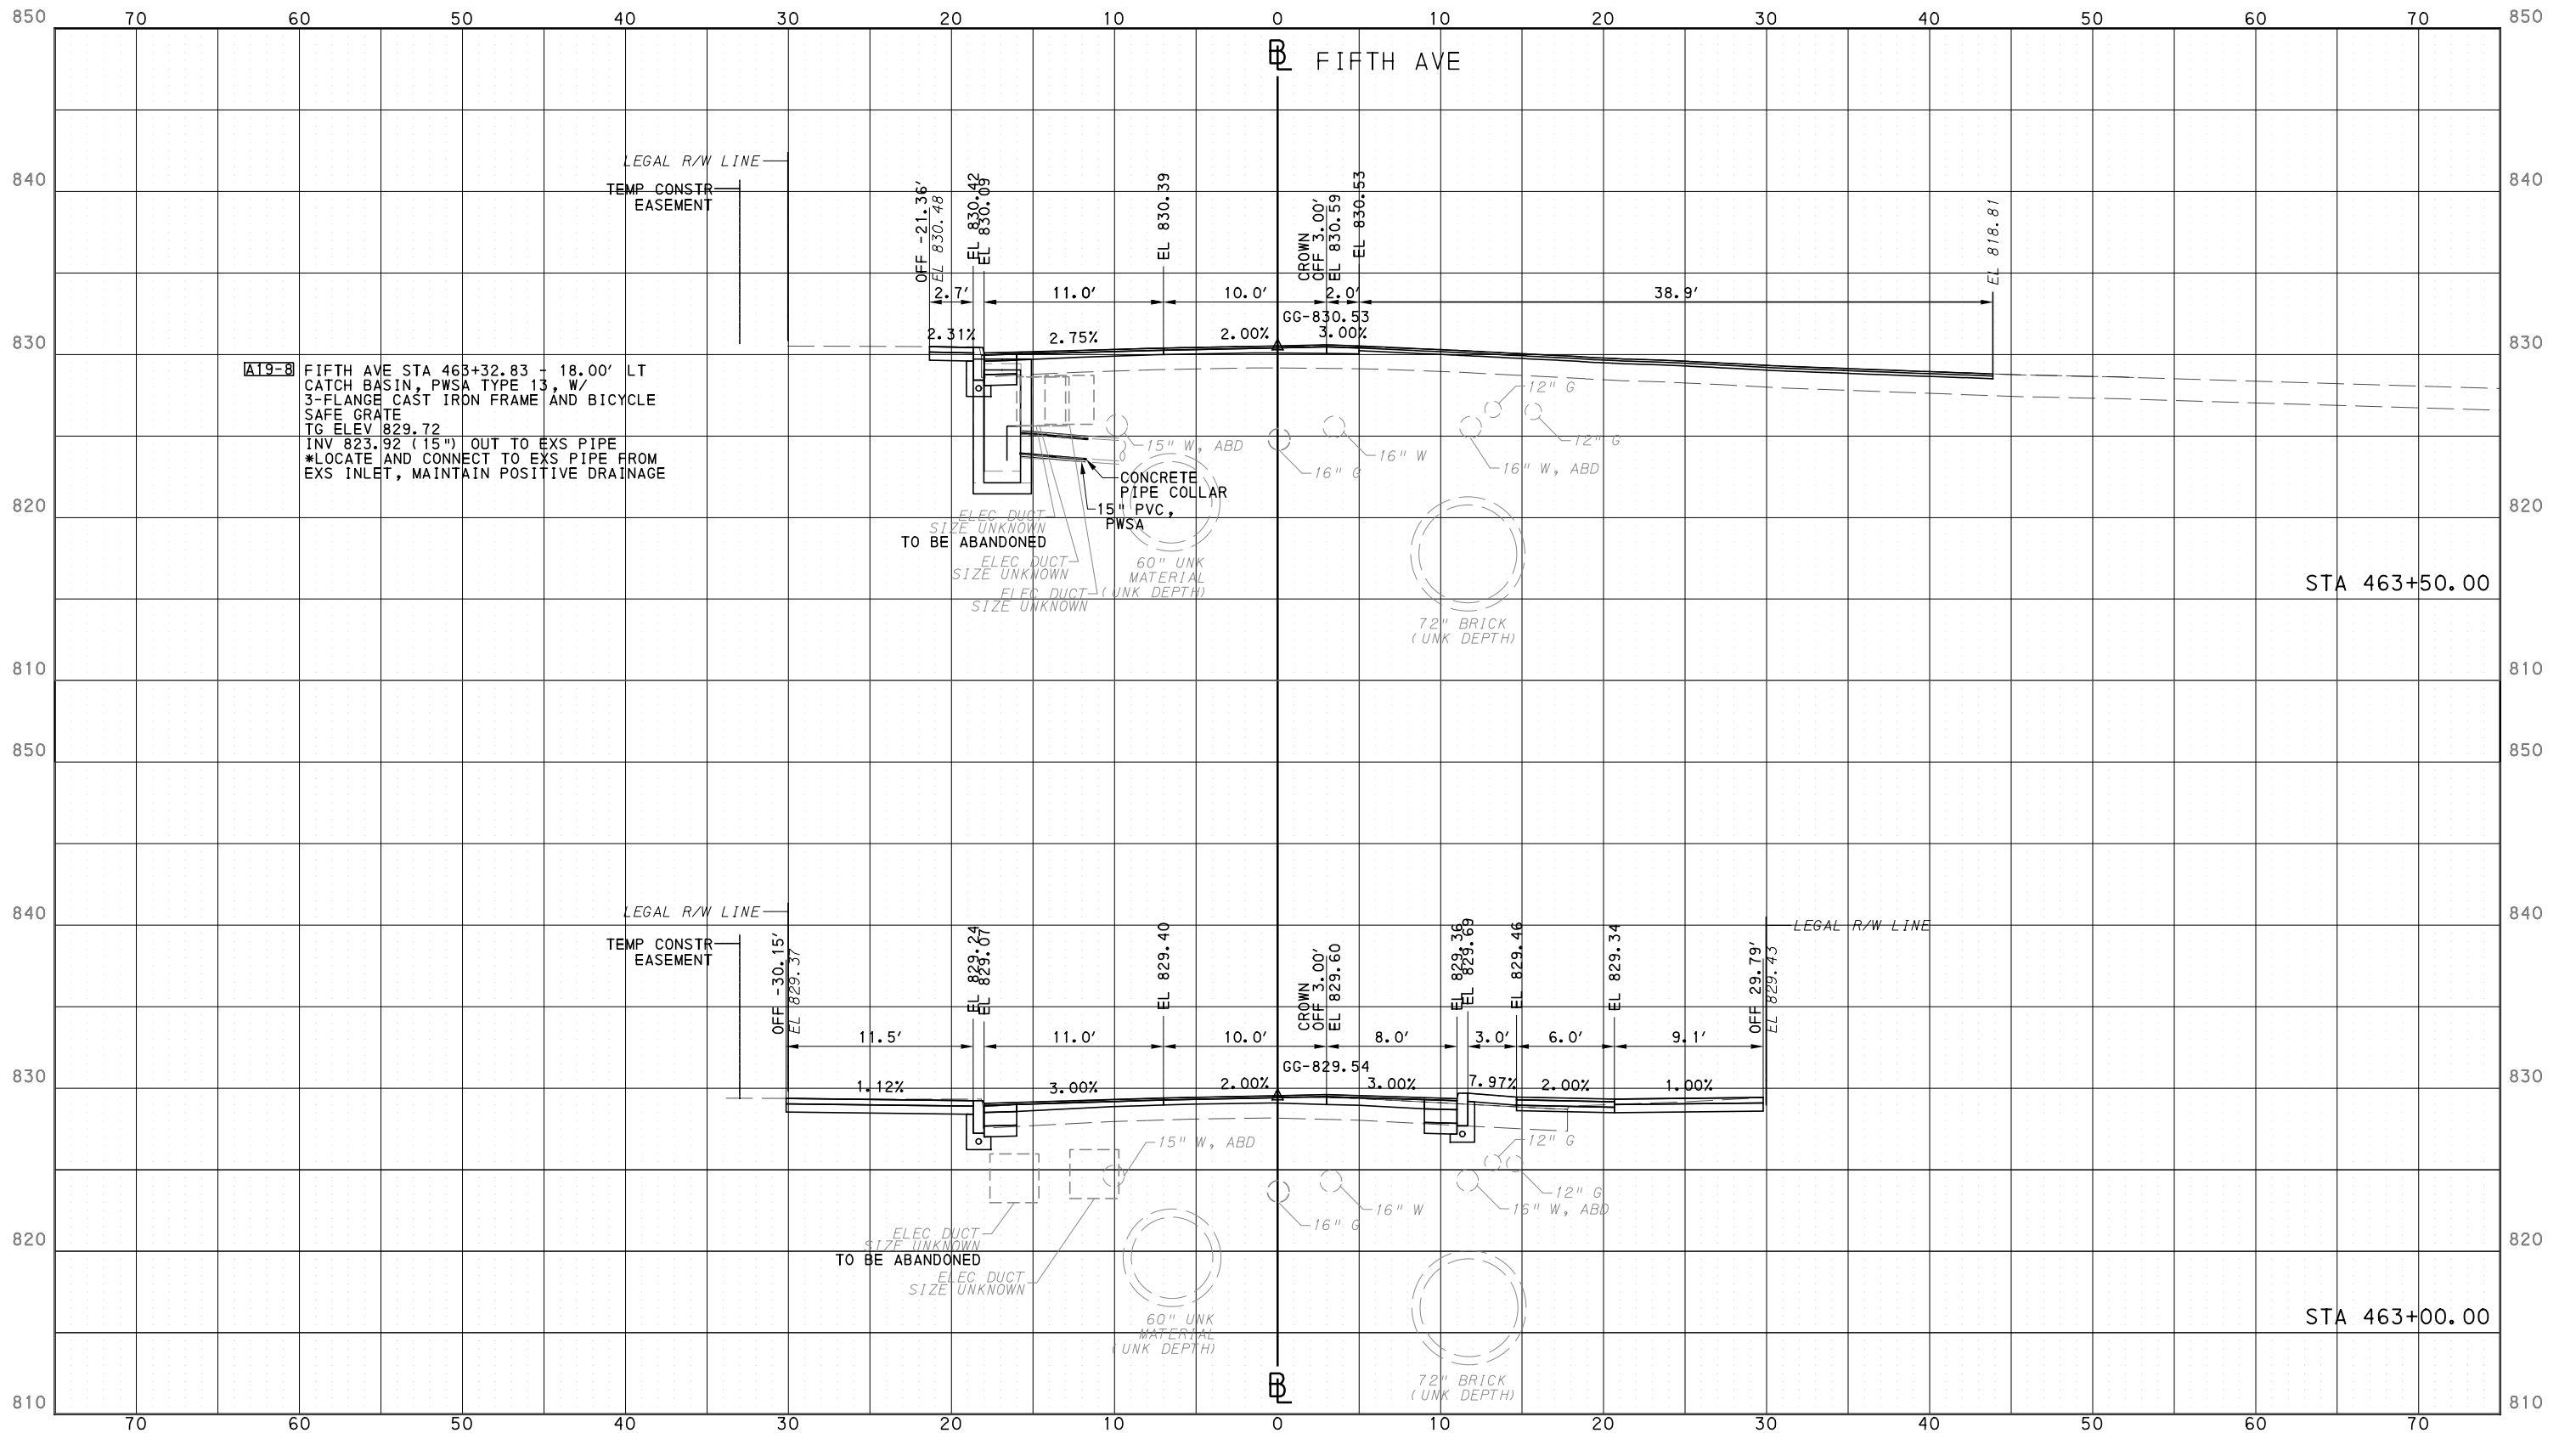 70 60 50 40 30 20 10 0 10 20 30 40 50 60 70
850 850
BL FIFTH AVE
LEGAL R/W LINE
TEMP CONSTR
EASEMENT
840 840
OFF -21.36'
EL 830.48
EL 830.42
EL 830.09
EL 830.39
CROWN
OFF 3.00'
EL 830.59
EL 830.53
EL 818.81
2.7' 11.0' 10.0' 2.0' 38.9'
GG-830.53
2.31% 2.75% 2.00% 3.00%
830 830
A19-8 FIFTH AVE STA 463+32.83 - 18.00' LT
CATCH BASIN, PWSA TYPE 13, W/
3-FLANGE CAST IRON FRAME AND BICYCLE
SAFE GRATE
TG ELEV 829.72
INV 823.92 (15") OUT TO EXS PIPE
*LOCATE AND CONNECT TO EXS PIPE FROM
EXS INLET, MAINTAIN POSITIVE DRAINAGE
12" G
12" G
15" W, ABD
16" W
16" W, ABD
16" G
CONCRETE
PIPE COLLAR
15" PVC,
PWSA
820 820
ELEC DUCT
SIZE UNKNOWN
TO BE ABANDONED
ELEC DUCT
SIZE UNKNOWN
ELEC DUCT
SIZE UNKNOWN
60" UNK
MATERIAL
(UNK DEPTH)
72" BRICK
(UNK DEPTH)
STA 463+50.00
810 810
850 850
840 840
LEGAL R/W LINE
TEMP CONSTR
EASEMENT
LEGAL R/W LINE
OFF -30.15'
EL 829.37
EL 829.24
EL 829.07
EL 829.40
CROWN
OFF 3.00'
EL 829.60
EL 829.36
EL 829.69
EL 829.46
EL 829.34
OFF 29.79'
EL 829.43
11.5' 11.0' 10.0' 8.0' 3.0' 6.0' 9.1'
GG-829.54
830 830
1.12% 3.00% 2.00% 3.00% 7.97% 2.00% 1.00%
15" W, ABD
12" G
12" G
16" W
16" W, ABD
16" G
820 820
ELEC DUCT
SIZE UNKNOWN
TO BE ABANDONED
ELEC DUCT
SIZE UNKNOWN
60" UNK
MATERIAL
(UNK DEPTH)
72" BRICK
(UNK DEPTH)
STA 463+00.00
BL
810 810
70 60 50 40 30 20 10 0 10 20 30 40 50 60 70